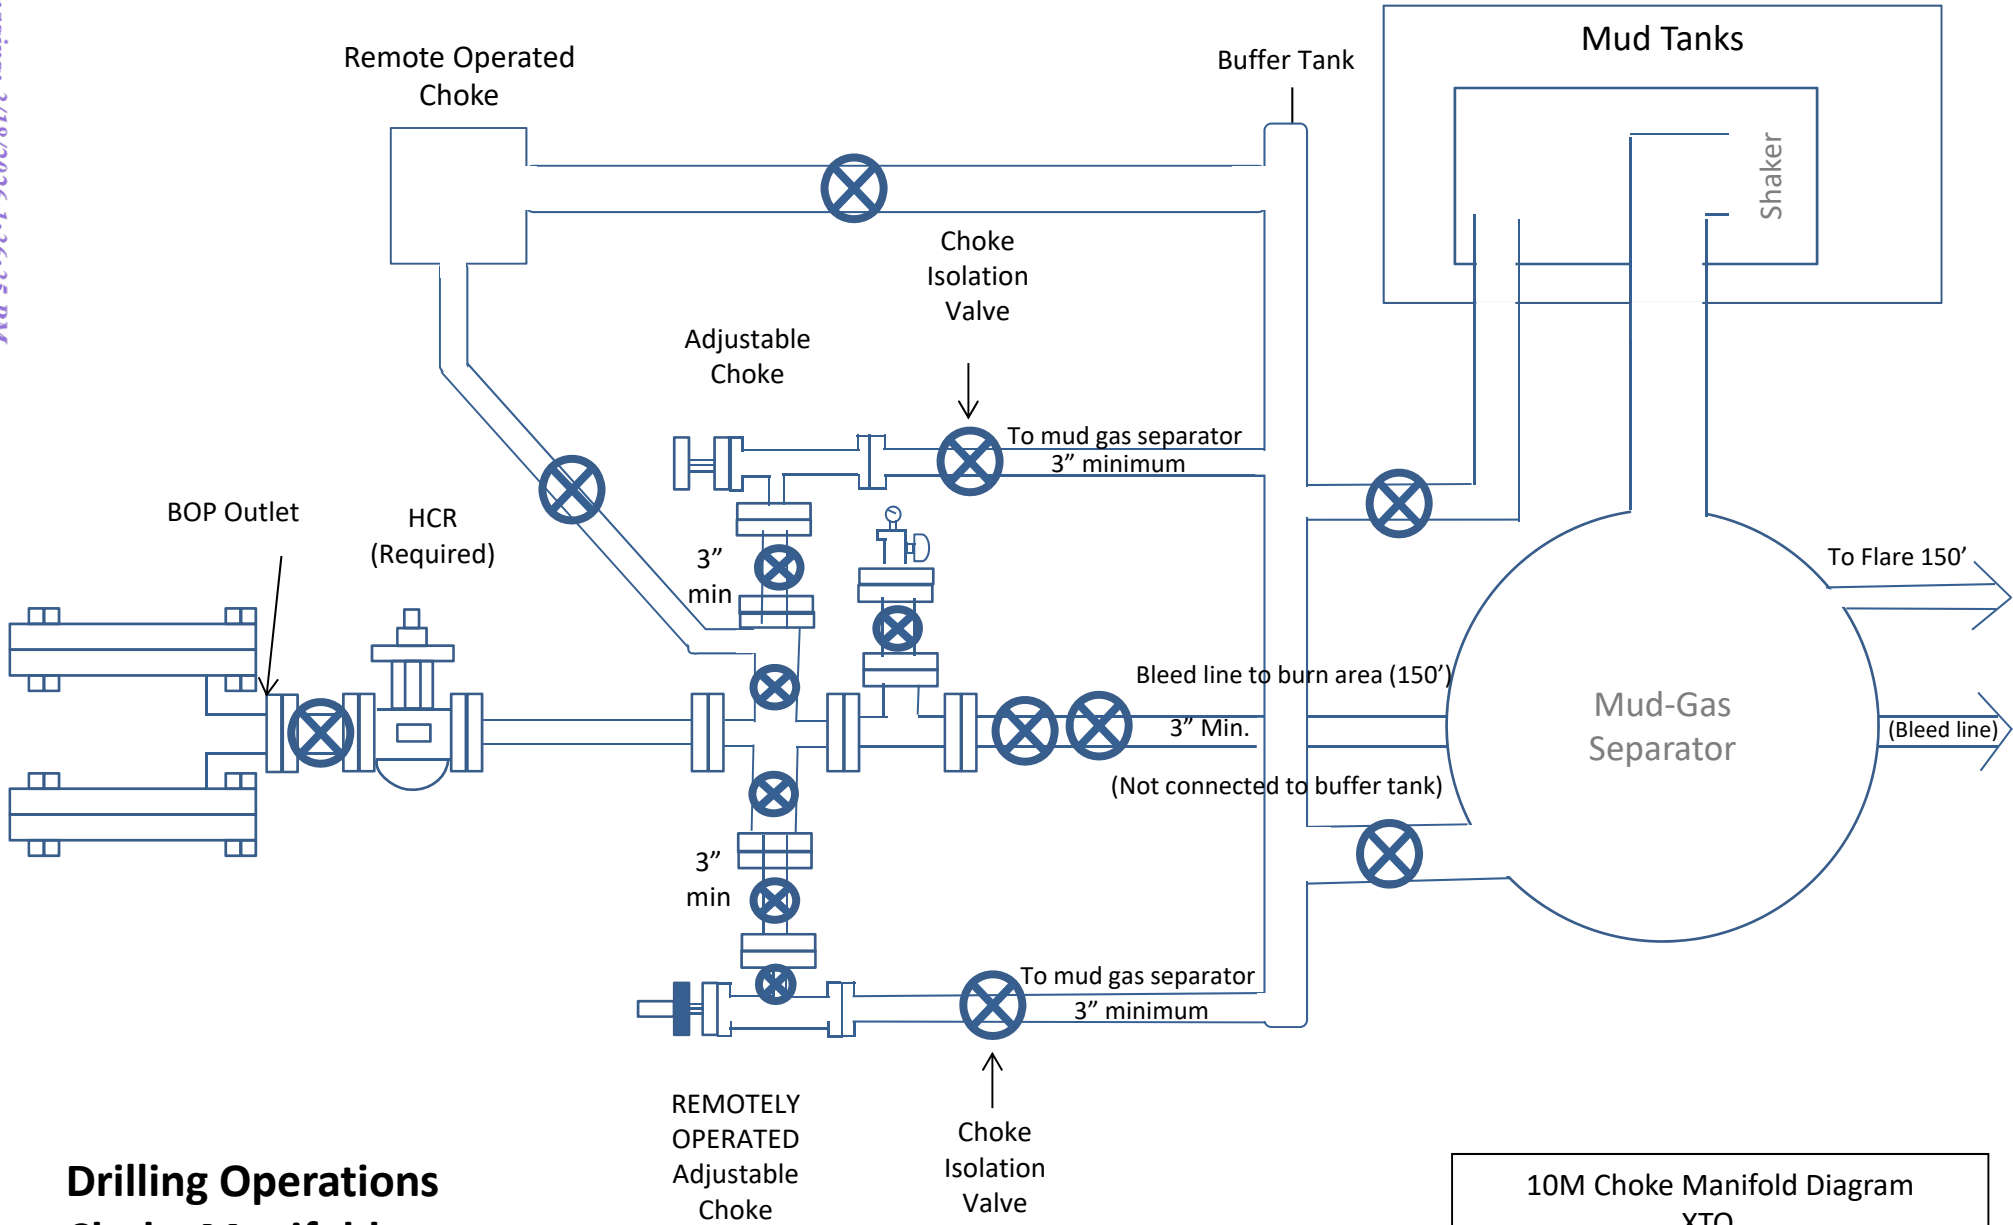 Mud Tanks
Remote Operated
Choke
Buffer Tank
Shaker
Choke
Isolation
Valve
Adjustable
Choke
To mud gas separator
3” minimum
BOP Outlet
HCR
(Required)
3”
min
To Flare 150’
Bleed line to burn area (150’)
3” Min.
(Not connected to buffer tank)
Mud-Gas
Separator
(Bleed line)
3”
min
To mud gas separator
3” minimum
REMOTELY
OPERATED
Adjustable
Choke
Choke
Isolation
Valve
Drilling Operations
Choke Manifold
10M Choke Manifold Diagram
XTO